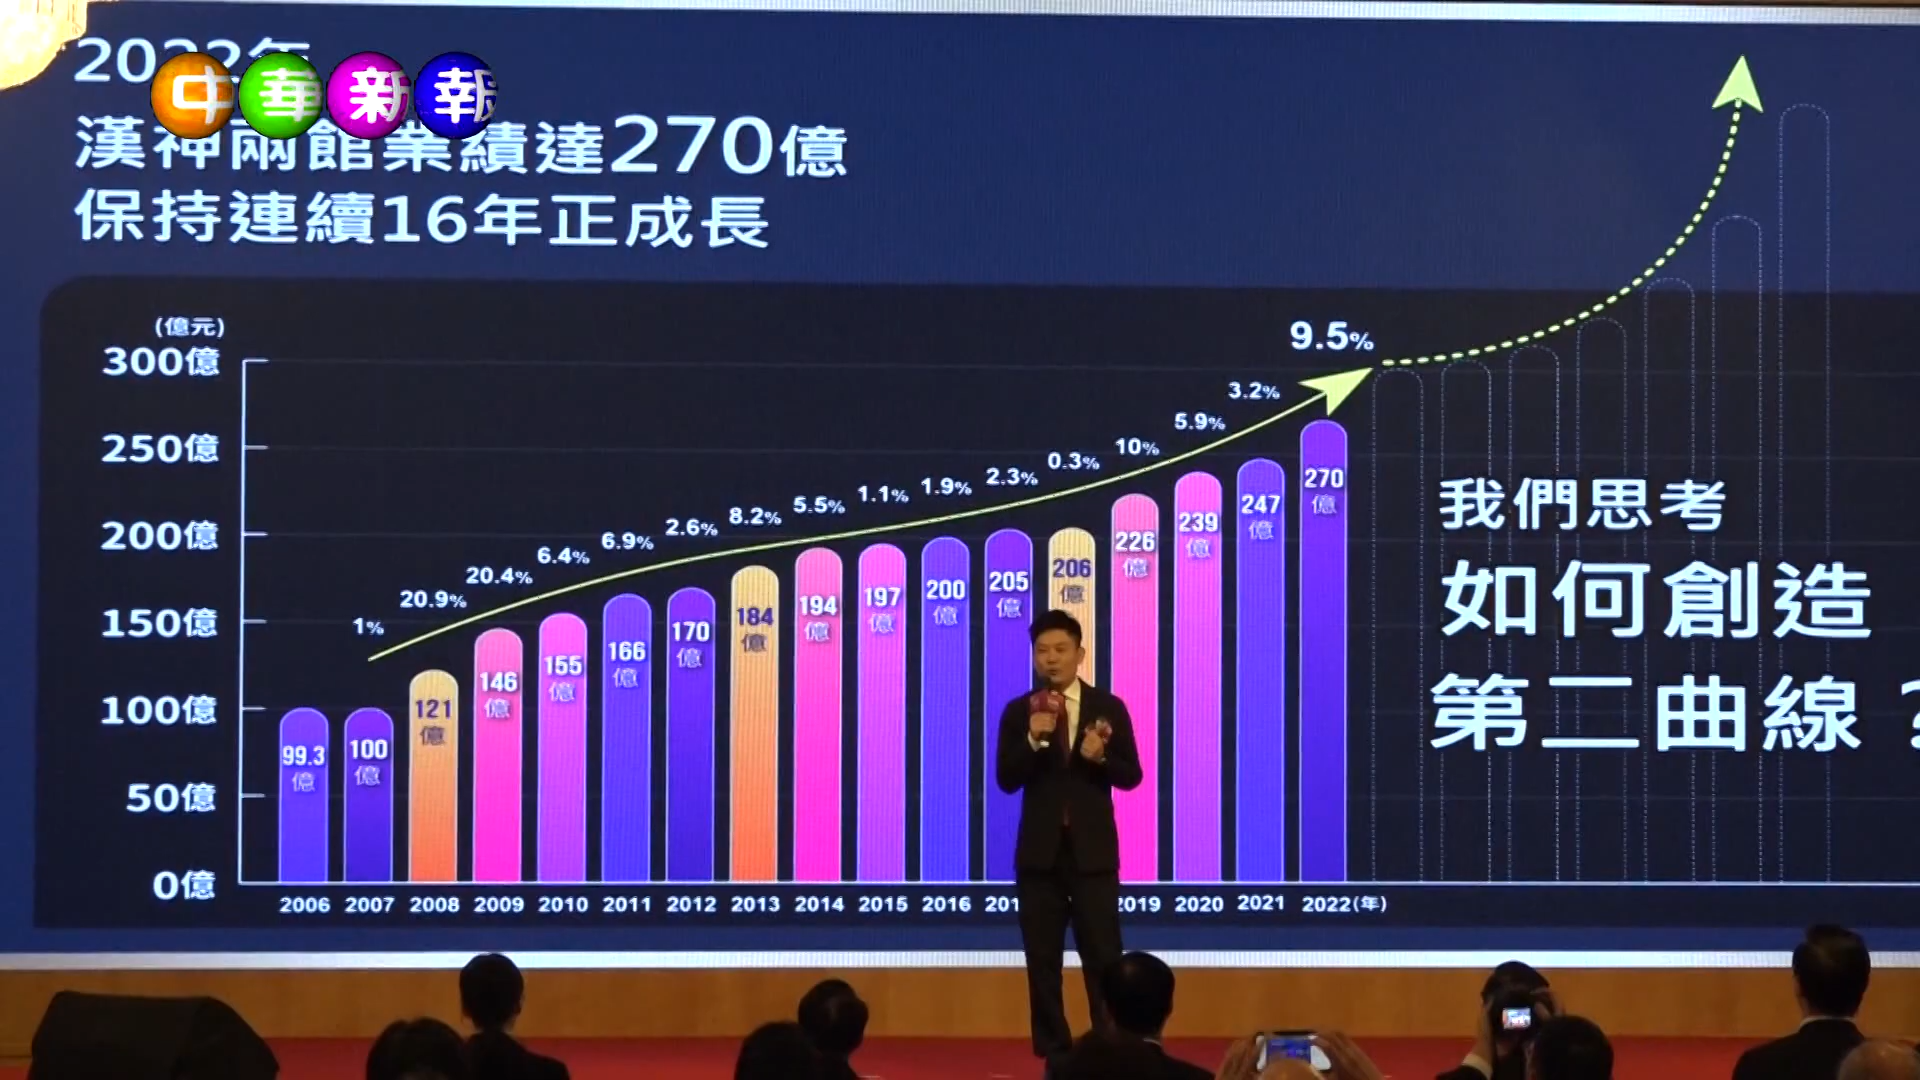 2022年
中華新報
漢神兩館業績達270億
保持連續16年正成長
(億元)
300億
250億
200億
150億
100億
50億
0億
1%
20.9%
20.4%
6.4%
6.9%
2.6%
8.2%
5.5%
1.1%
1.9%
2.3%
0.3%
10%
5.9%
3.2%
9.5%
99.3億
100億
121億
146億
155億
166億
170億
184億
194億
197億
200億
205億
206億
226億
239億
247億
270億
2006 2007 2008 2009 2010 2011 2012 2013 2014 2015 2016 201 2019 2020 2021 2022(年)
我們思考
如何創造
第二曲線?